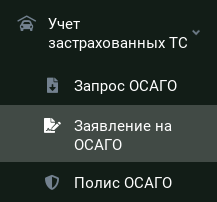 Учет
застрахованных ТС
Запрос ОСАГО
Заявление на
ОСАГО
Полис ОСАГО